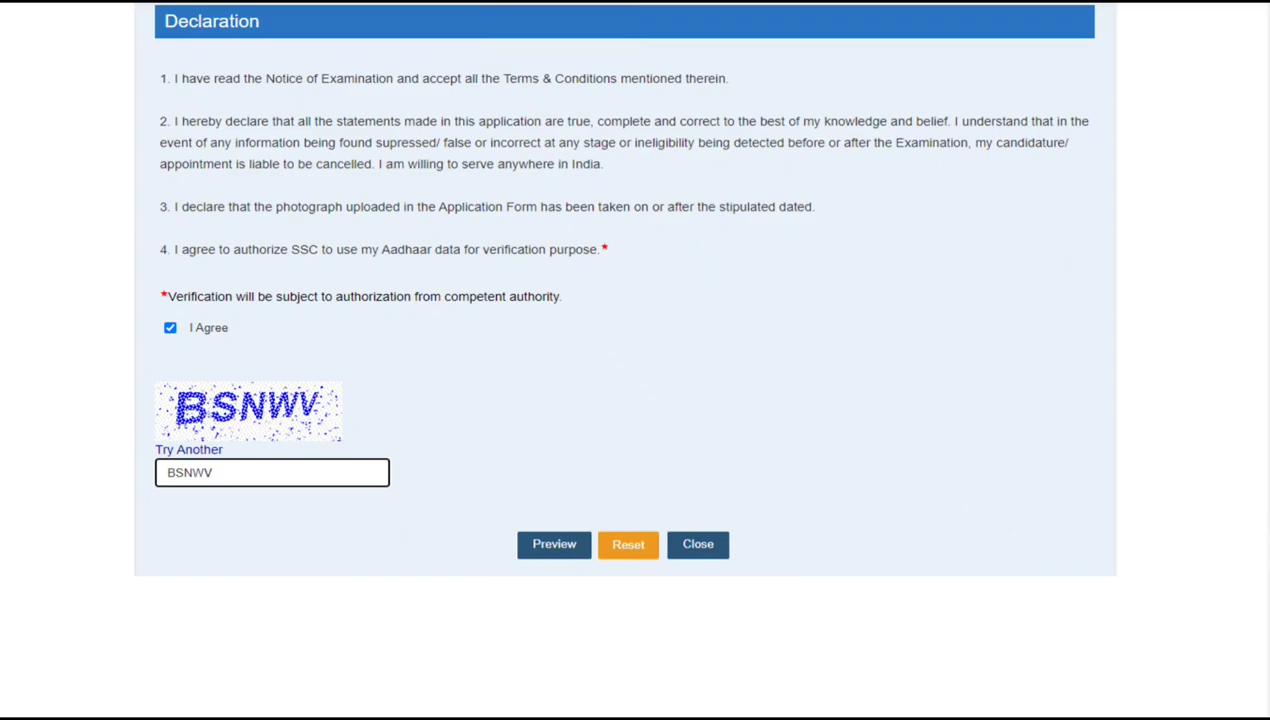 Declaration
1. I have read the Notice of Examination and accept all the Terms & Conditions mentioned therein.
2. I hereby declare that all the statements made in this application are true, complete and correct to the best of my knowledge and belief. I understand that in the
event of any information being found supressed/ false or incorrect at any stage or ineligibility being detected before or after the Examination, my candidature/
appointment is liable to be cancelled. I am willing to serve anywhere in India.
3. I declare that the photograph uploaded in the Application Form has been taken on or after the stipulated dated.
4. I agree to authorize SSC to use my Aadhaar data for verification purpose.*
*Verification will be subject to authorization from competent authority.
I Agree
BSNWV
Try Another
BSNWV
Preview Reset Close